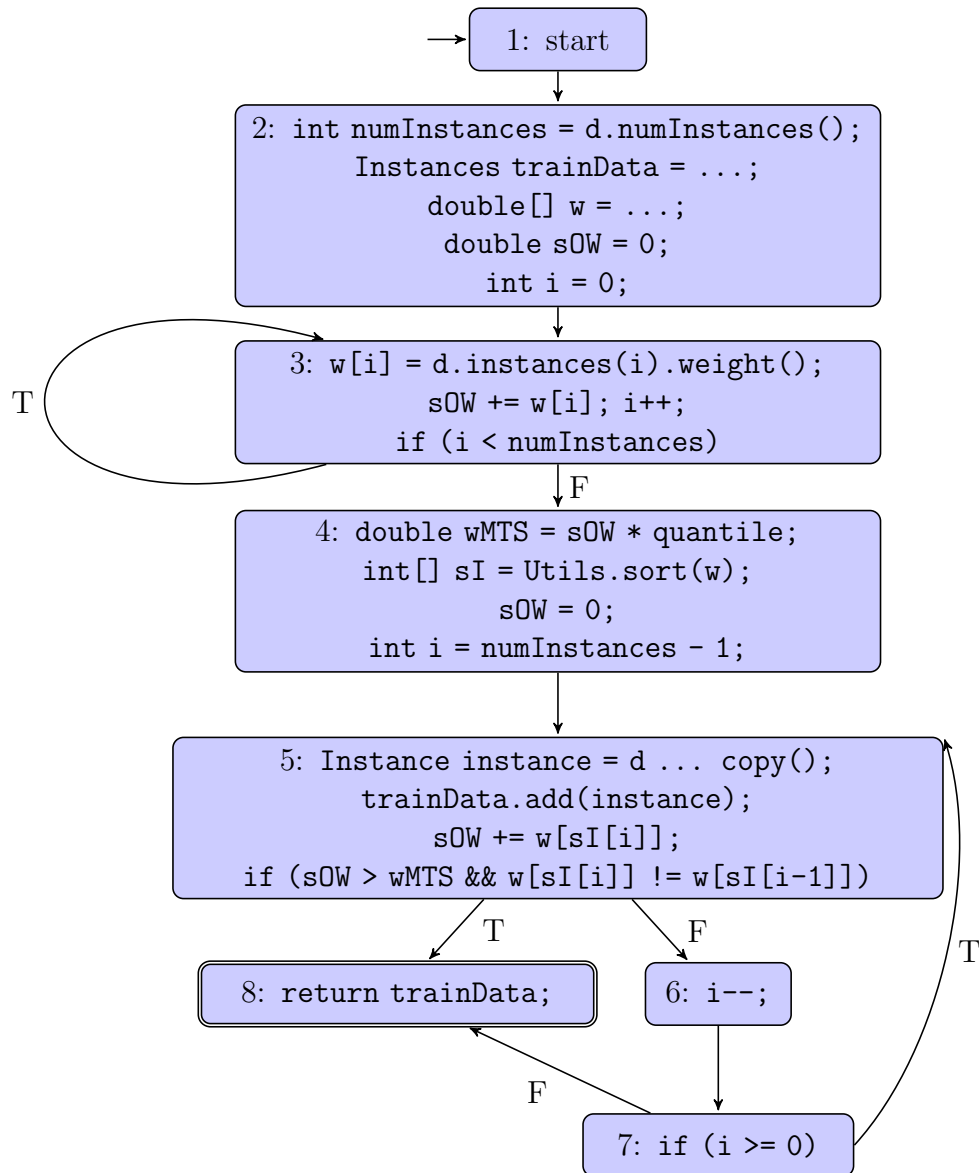 1: start
2: int numInstances = d.numInstances();
Instances trainData = ...;
double[] w = ...;
double sOW = 0;
int i = 0;
3: w[i] = d.instances(i).weight();
sOW += w[i]; i++;
if (i < numInstances)
T
F
4: double wMTS = sOW * quantile;
int[] sI = Utils.sort(w);
sOW = 0;
int i = numInstances - 1;
5: Instance instance = d ... copy();
trainData.add(instance);
sOW += w[sI[i]];
if (sOW > wMTS && w[sI[i]] != w[sI[i-1]])
T
F
T
8: return trainData;
6: i--;
F
7: if (i >= 0)